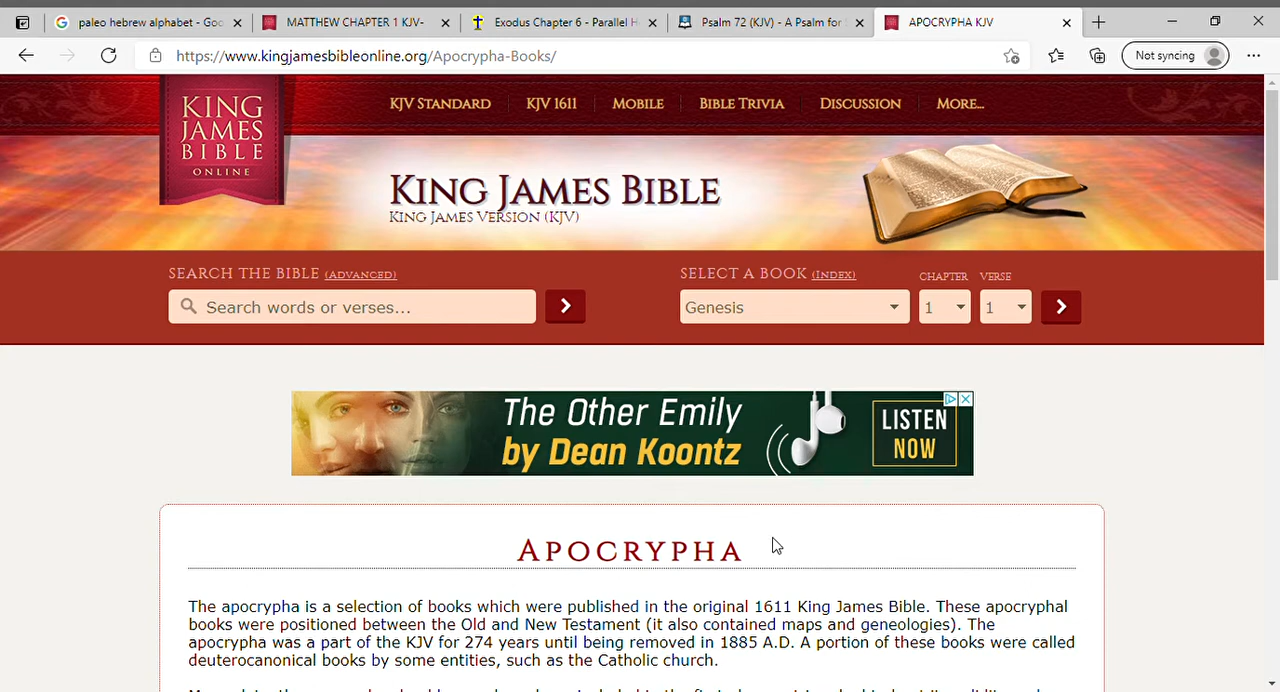 paleo hebrew alphabet - Goo
MATTHEW CHAPTER 1 KJV-
Exodus Chapter 6 - Parallel H
Psalm 72 (KJV) - A Psalm for S
APOCRYPHA KJV
https://www.kingjamesbibleonline.org/Apocrypha-Books/
Not syncing
KING
JAMES
BIBLE
ONLINE
KJV STANDARD
KJV 1611
MOBILE
BIBLE TRIVIA
DISCUSSION
MORE...
KING JAMES BIBLE
KING JAMES VERSION (KJV)
SEARCH THE BIBLE (ADVANCED)
SELECT A BOOK (INDEX)
CHAPTER
VERSE
Search words or verses...
Genesis
1
1
The Other Emily
by Dean Koontz
LISTEN
NOW
APOCRYPHA
The apocrypha is a selection of books which were published in the original 1611 King James Bible. These apocryphal
books were positioned between the Old and New Testament (it also contained maps and geneologies). The
apocrypha was a part of the KJV for 274 years until being removed in 1885 A.D. A portion of these books were called
deuterocanonical books by some entities, such as the Catholic church.